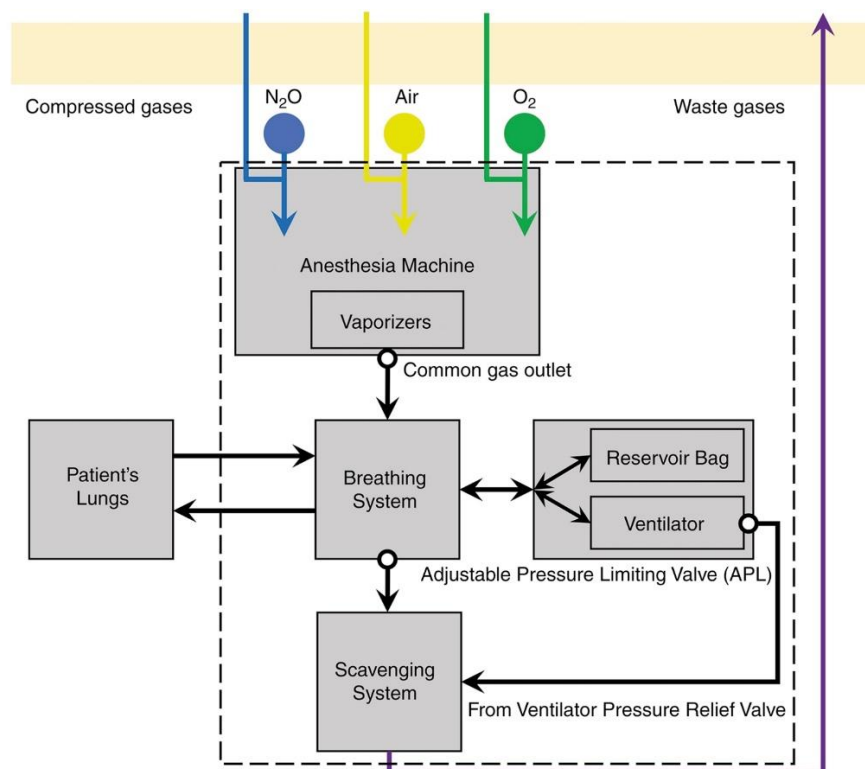 N₂O
Air
O₂
Compressed gases
Waste gases
Anesthesia Machine
Vaporizers
Common gas outlet
Patient's
Lungs
Breathing
System
Reservoir Bag
Ventilator
Adjustable Pressure Limiting Valve (APL)
Scavenging
System
From Ventilator Pressure Relief Valve